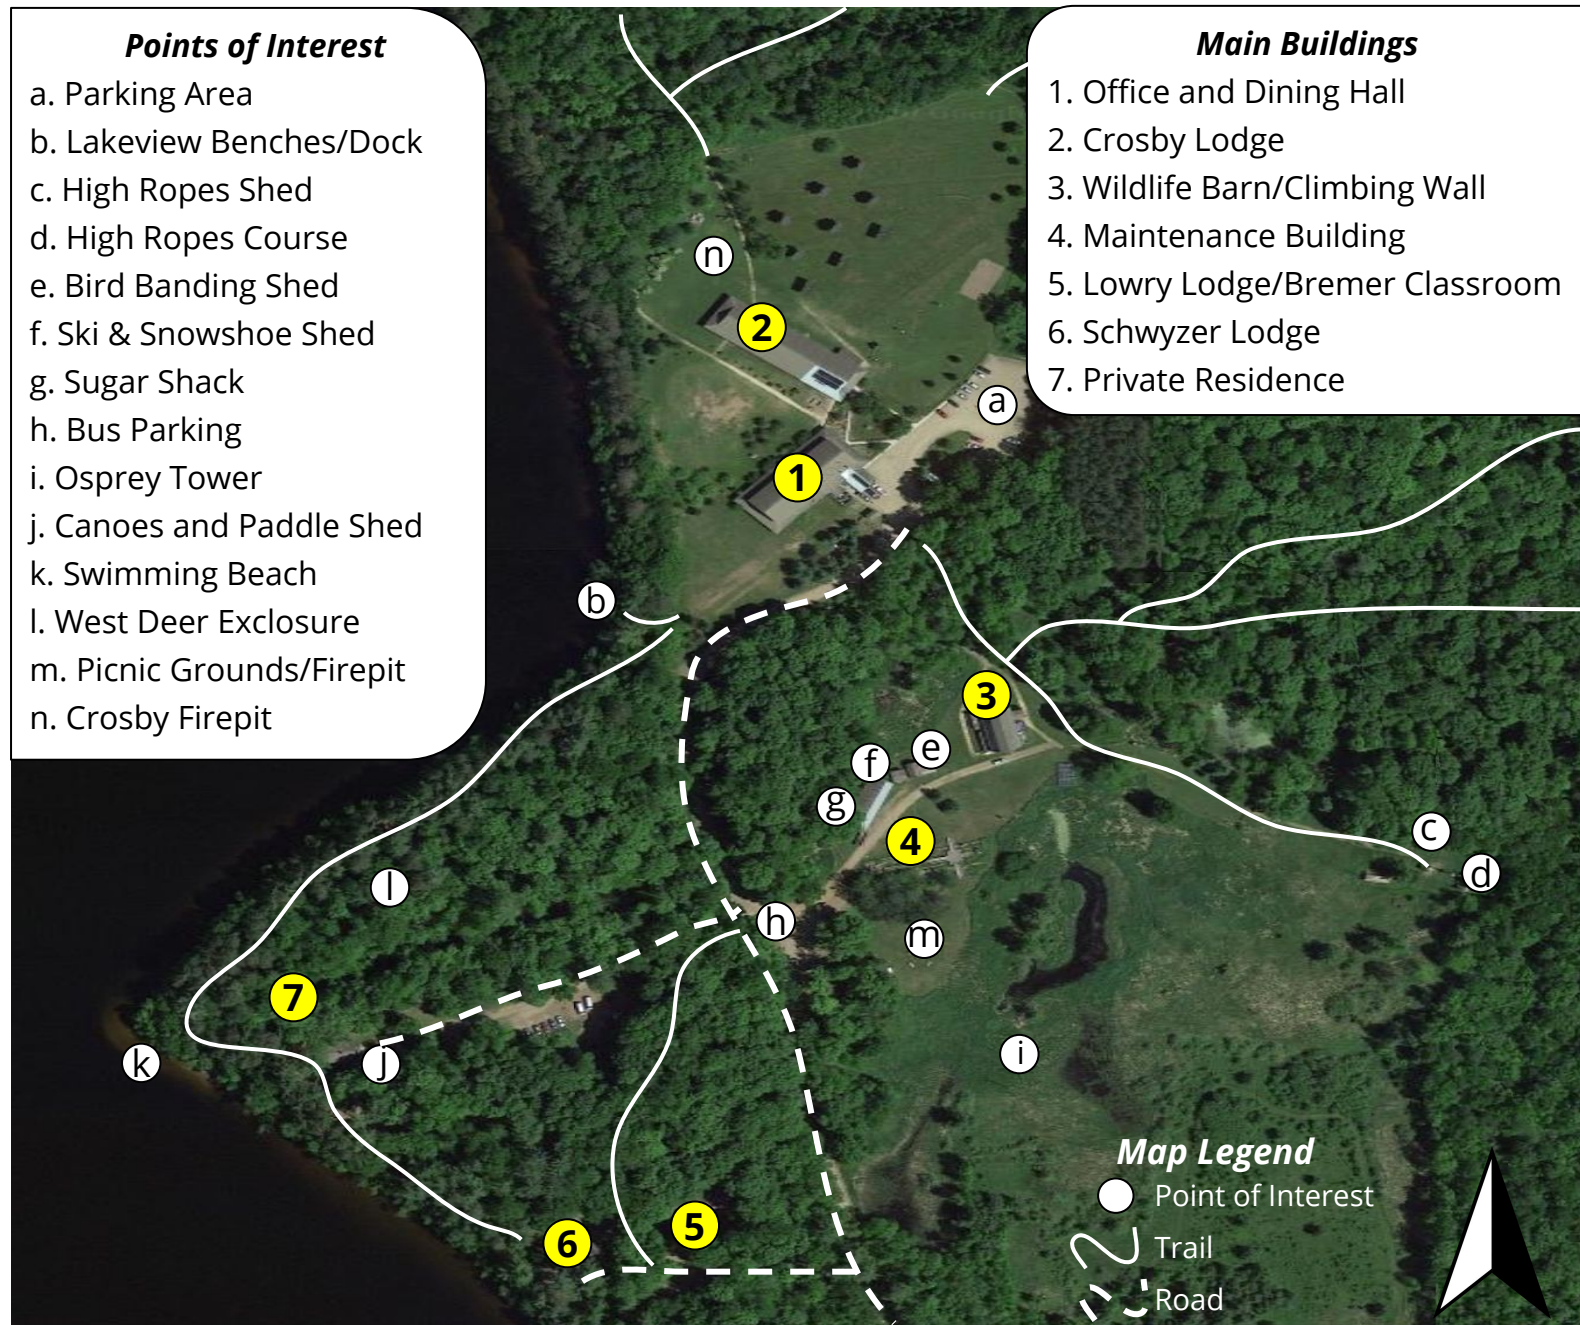 Points of Interest
a. Parking Area
b. Lakeview Benches/Dock
c. High Ropes Shed
d. High Ropes Course
e. Bird Banding Shed
f. Ski & Snowshoe Shed
g. Sugar Shack
h. Bus Parking
i. Osprey Tower
j. Canoes and Paddle Shed
k. Swimming Beach
l. West Deer Exclosure
m. Picnic Grounds/Firepit
n. Crosby Firepit
Main Buildings
1. Office and Dining Hall
2. Crosby Lodge
3. Wildlife Barn/Climbing Wall
4. Maintenance Building
5. Lowry Lodge/Bremer Classroom
6. Schwyzer Lodge
7. Private Residence
n
2
a
1
b
3
e
f
g
4
c
d
l
h
m
7
k
j
i
5
6
Map Legend
Point of Interest
Trail
Road